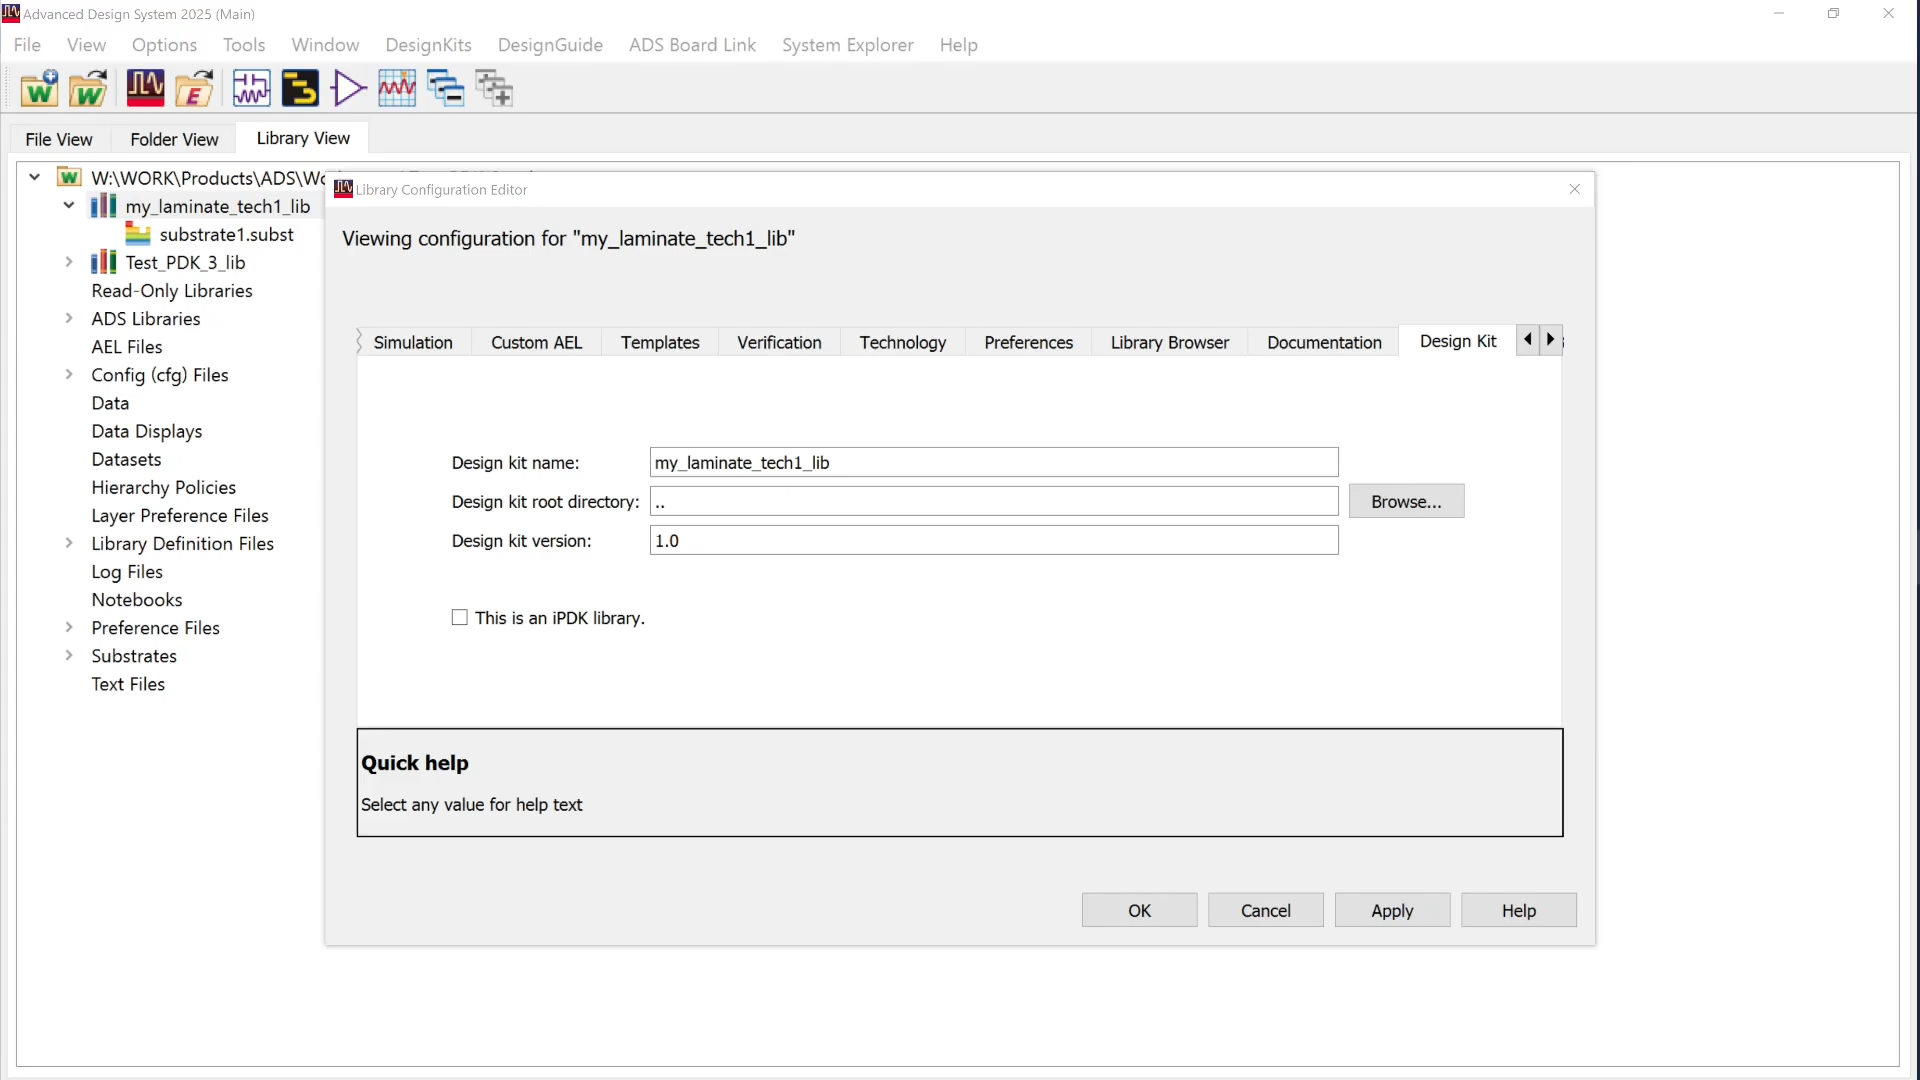 Advanced Design System 2025 (Main)
File View Options Tools Window DesignKits DesignGuide ADS Board Link System Explorer Help
File View Folder View Library View
W:\WORK\Products\ADS\Wo
my_laminate_tech1_lib
substrate1.subst
Test_PDK_3_lib
Read-Only Libraries
ADS Libraries
AEL Files
Config (cfg) Files
Data
Data Displays
Datasets
Hierarchy Policies
Layer Preference Files
Library Definition Files
Log Files
Notebooks
Preference Files
Substrates
Text Files
Library Configuration Editor
Viewing configuration for "my_laminate_tech1_lib"
Simulation Custom AEL Templates Verification Technology Preferences Library Browser Documentation Design Kit
Design kit name: my_laminate_tech1_lib
Design kit root directory: .. Browse...
Design kit version: 1.0
This is an iPDK library.
Quick help
Select any value for help text
OK Cancel Apply Help